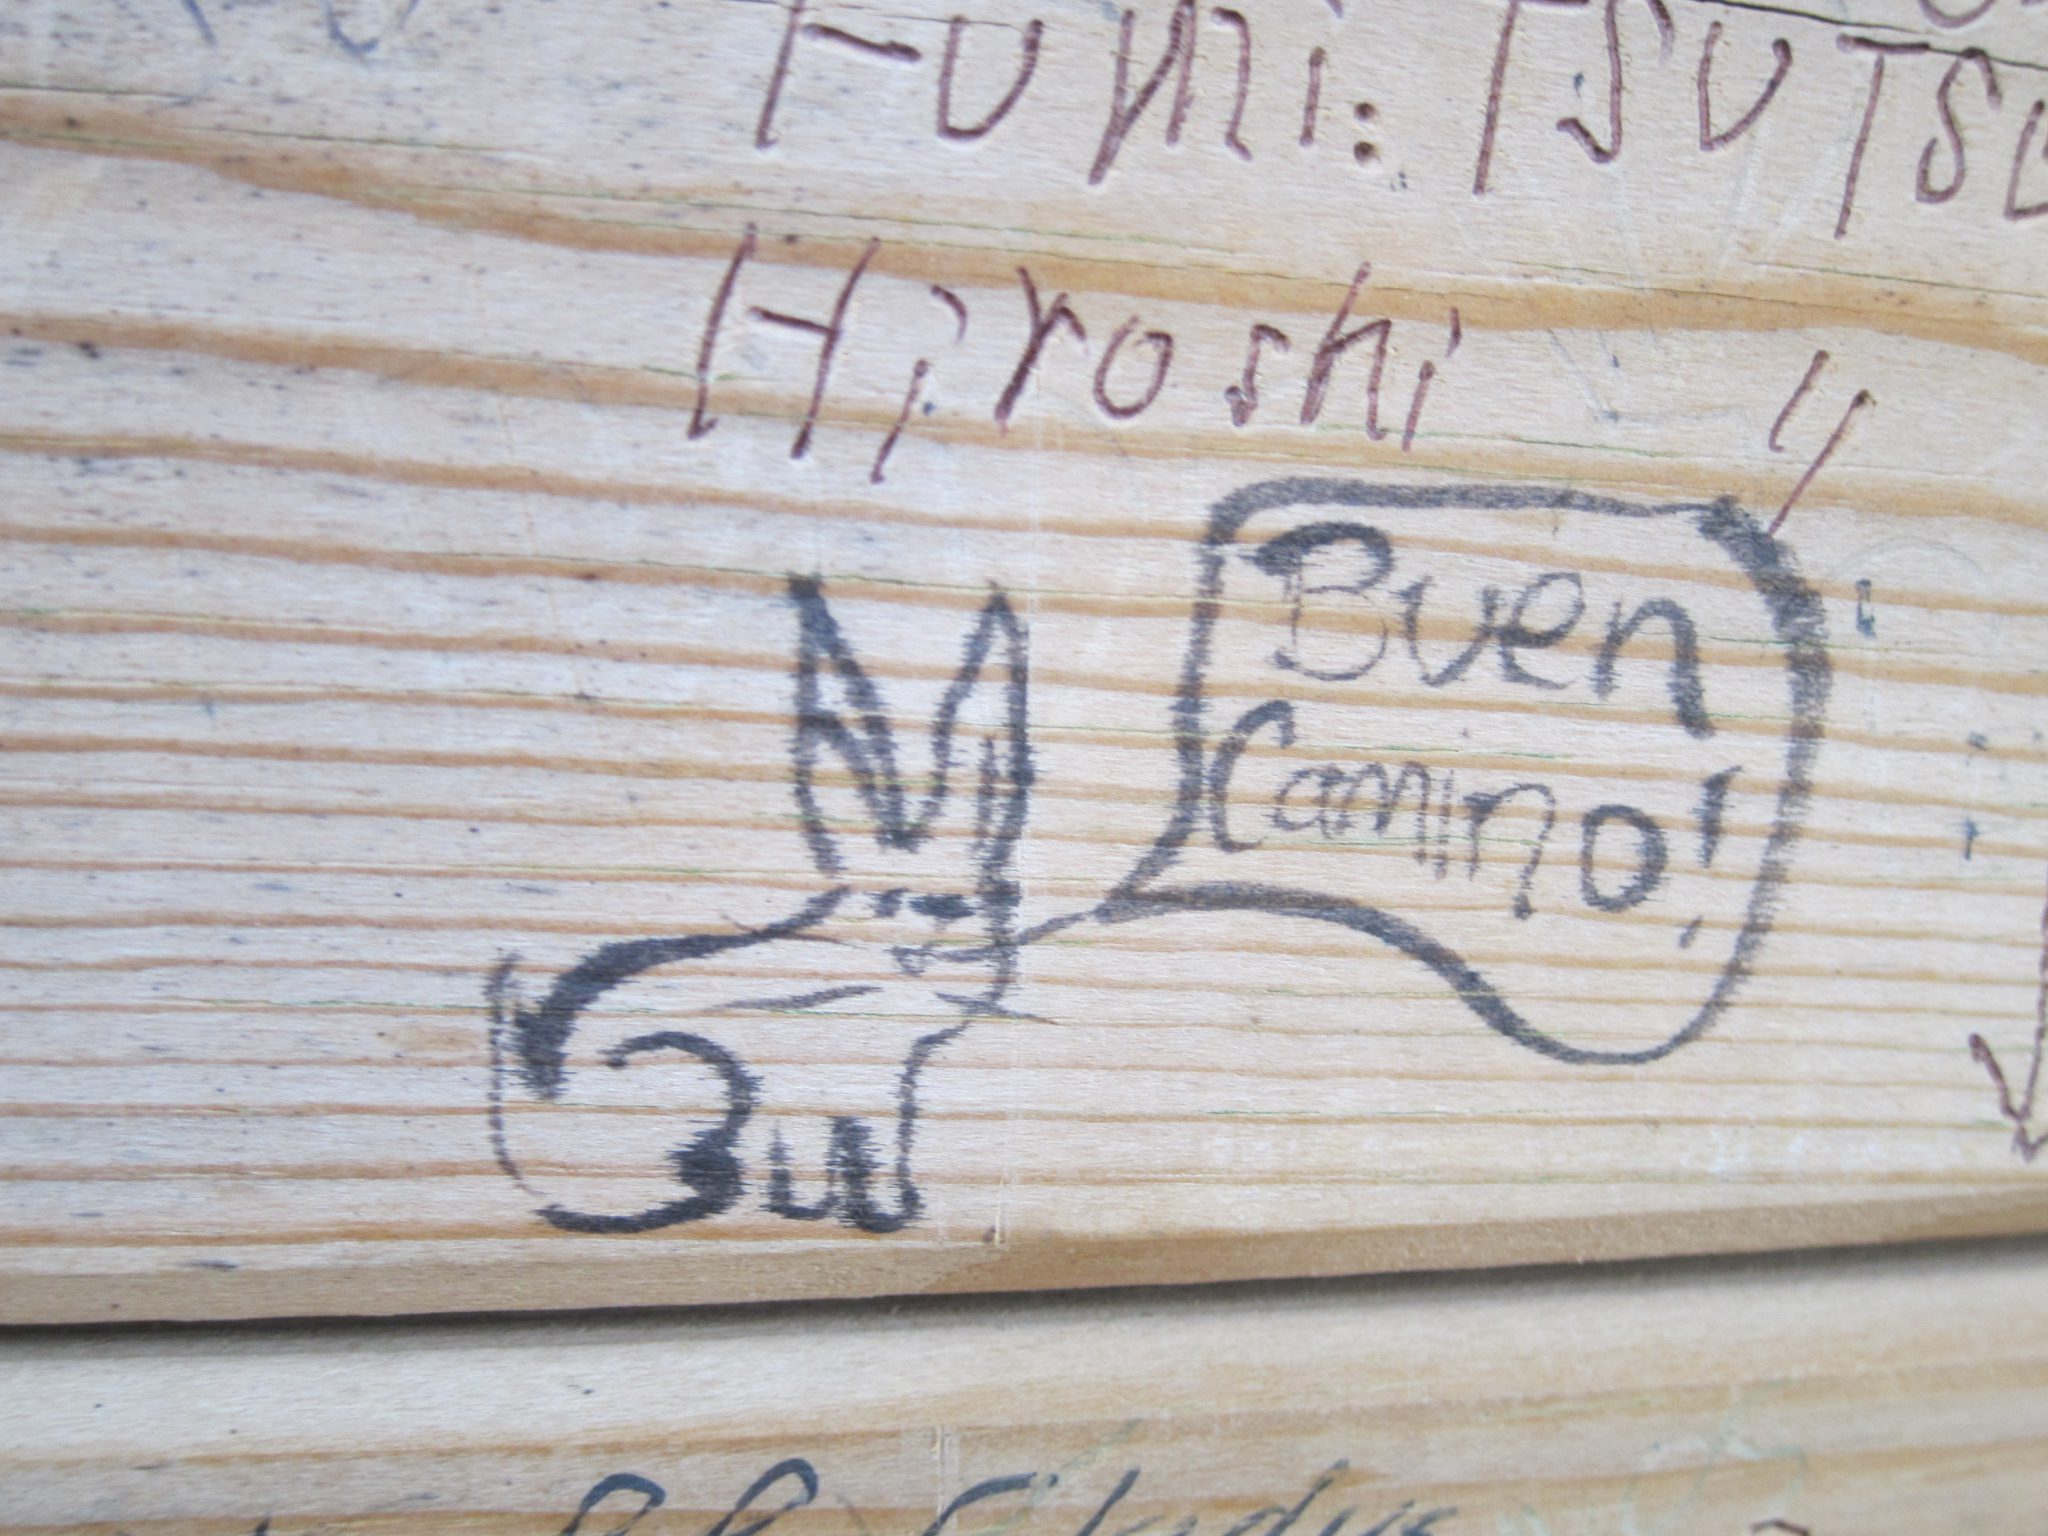 Fumi: TSUTSU
Hiroshi "
Buen
Camino!